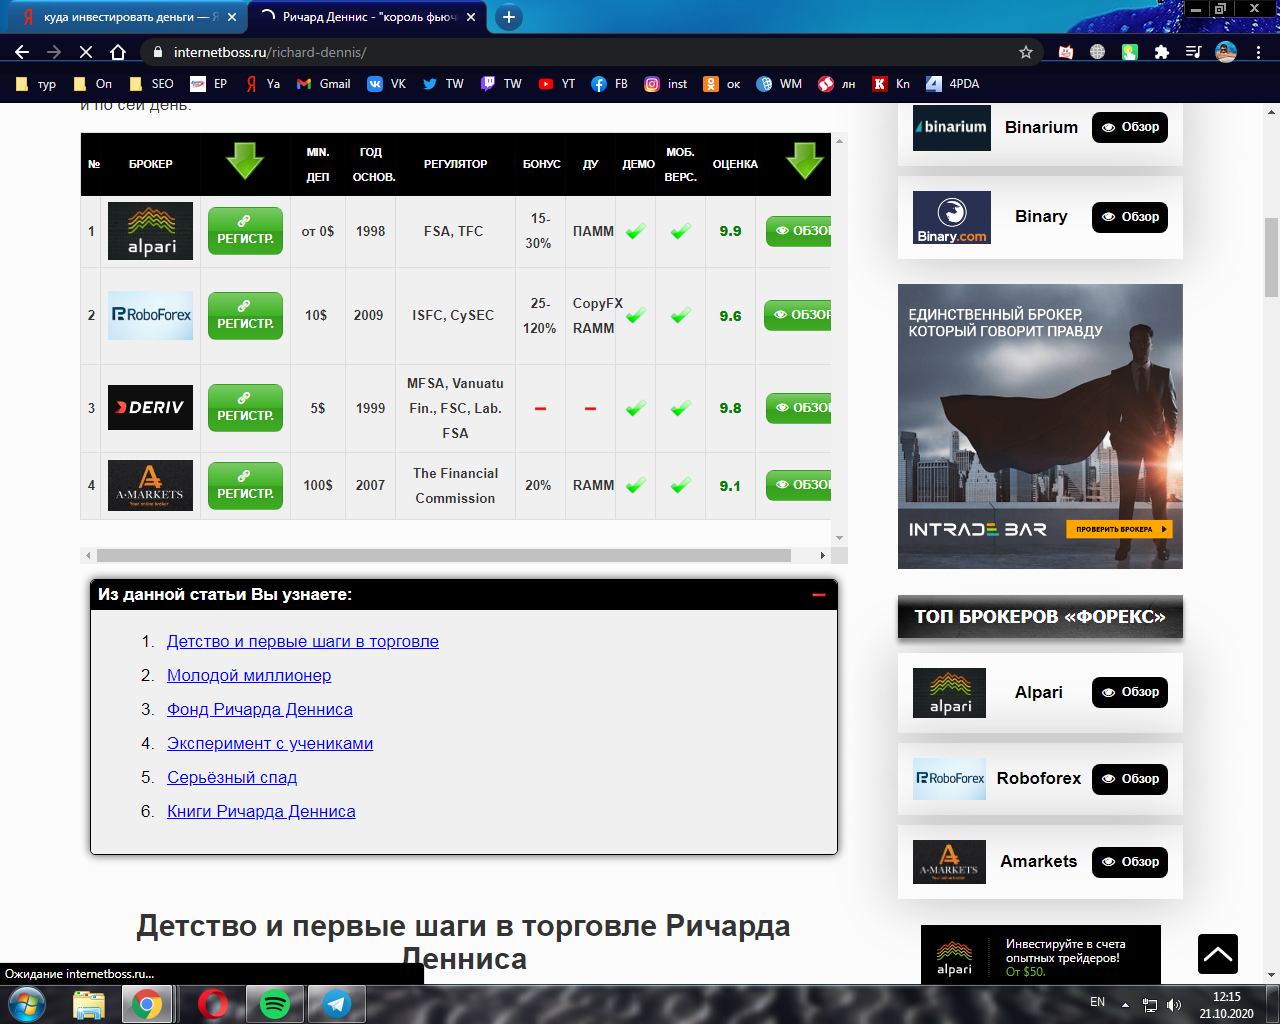 куда инвестировать деньги — Я
Ричард Деннис - "король фьюч
internetboss.ru/richard-dennis/
тур
Оп
SEO
EP
Ya
Gmail
VK
TW
TW
YT
FB
inst
ок
WM
лн
Кп
4PDA
и по сей день.
№ БРОКЕР MIN. ДЕП ГОД ОСНОВ. РЕГУЛЯТОР БОНУС ДУ ДЕМО МОБ. ВЕРС. ОЦЕНКА
1 alpari РЕГИСТР. от 0$ 1998 FSA, TFC 15-30% ПАММ 9.9 ОБЗОР
2 RoboForex РЕГИСТР. 10$ 2009 ISFC, CySEC 25-120% CopyFX RAMM 9.6 ОБЗОР
3 DERIV РЕГИСТР. 5$ 1999 MFSA, Vanuatu Fin., FSC, Lab. FSA 9.8 ОБЗОР
4 A·MARKETS Your online broker РЕГИСТР. 100$ 2007 The Financial Commission 20% RAMM 9.1 ОБЗОР
Из данной статьи Вы узнаете:
1. Детство и первые шаги в торговле
2. Молодой миллионер
3. Фонд Ричарда Денниса
4. Эксперимент с учениками
5. Серьёзный спад
6. Книги Ричарда Денниса
Детство и первые шаги в торговле Ричарда
Денниса
binarium Binarium Обзор
Binary.com Binary Обзор
ЕДИНСТВЕННЫЙ БРОКЕР,
КОТОРЫЙ ГОВОРИТ ПРАВДУ
INTRADE BAR
ПРОВЕРИТЬ БРОКЕРА
ТОП БРОКЕРОВ «ФОРЕКС»
alpari Alpari Обзор
RoboForex Roboforex Обзор
A·MARKETS Amarkets Обзор
alpari
Инвестируйте в счета
опытных трейдеров!
От $50.
Ожидание internetboss.ru...
EN
12:15
21.10.2020